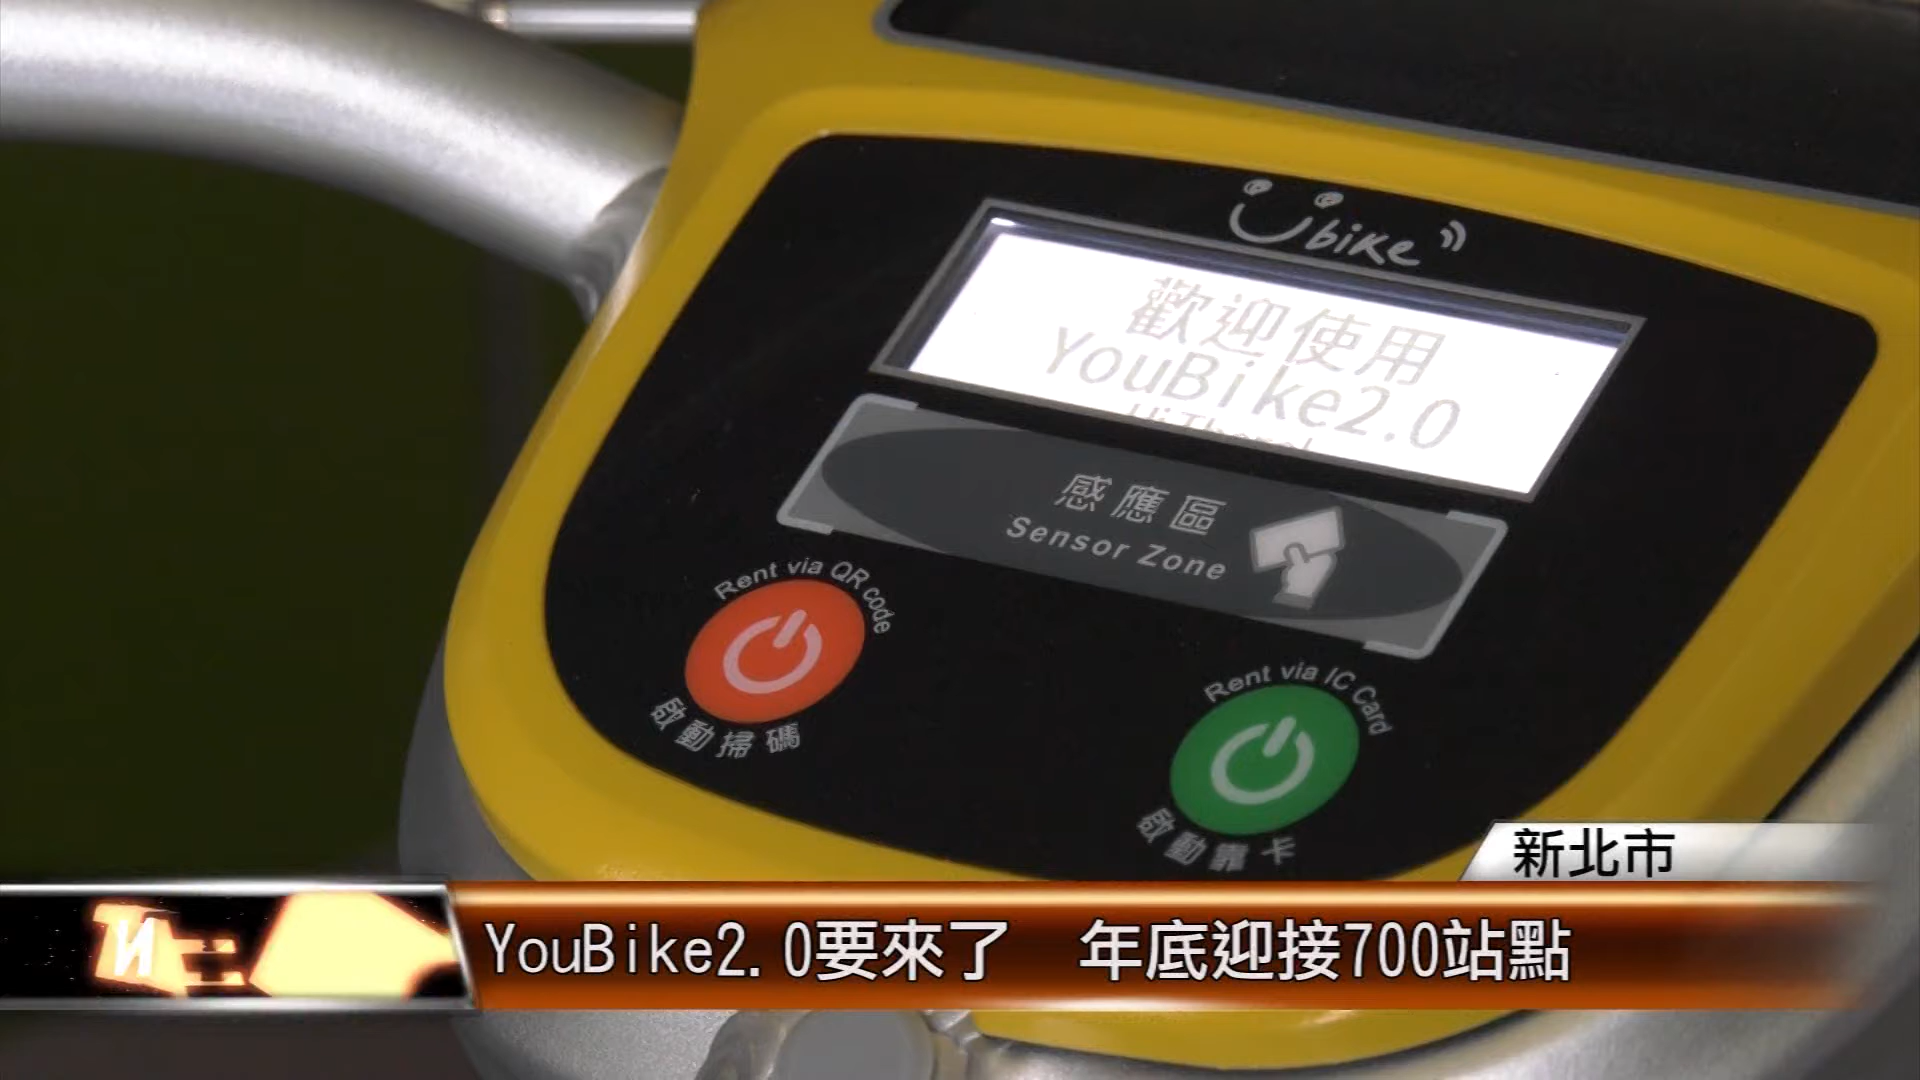 Ubike
歡迎使用
YouBike2.0
Hi There!
感應區
Sensor Zone
Rent via QR code
啟動掃碼
Rent via IC Card
啟動靠卡
新北市
YouBike2.0要來了 年底迎接700站點